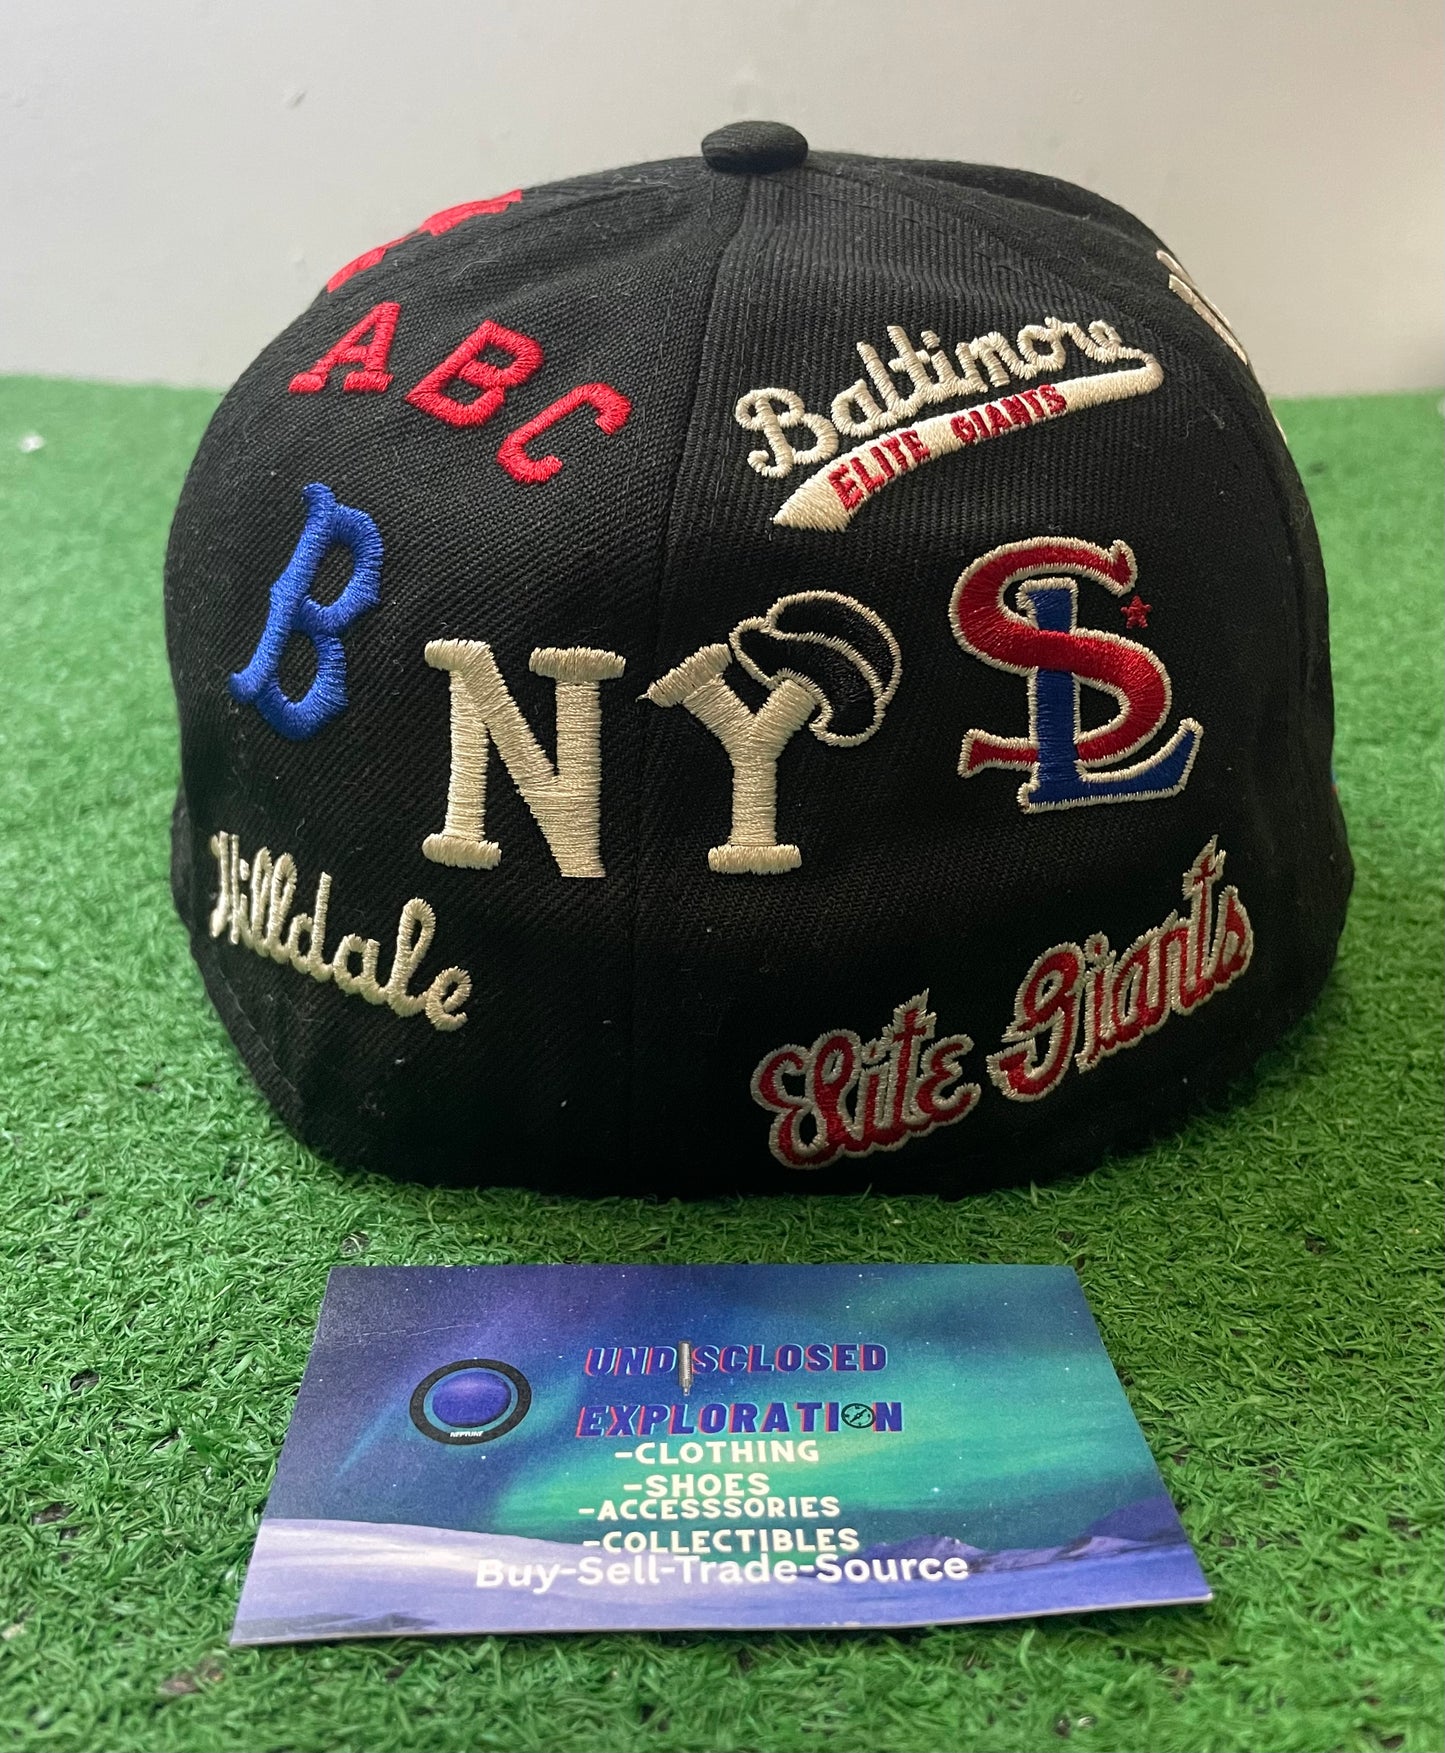 ABC
Baltimore
ELITE GIANTS
B
NY
SL
Hilldale
Elite Giants
UNDISCLOSED
EXPLORATION
NEPTUNE
-CLOTHING
-SHOES
-ACCESSSORIES
-COLLECTIBLES
Buy-Sell-Trade-Source